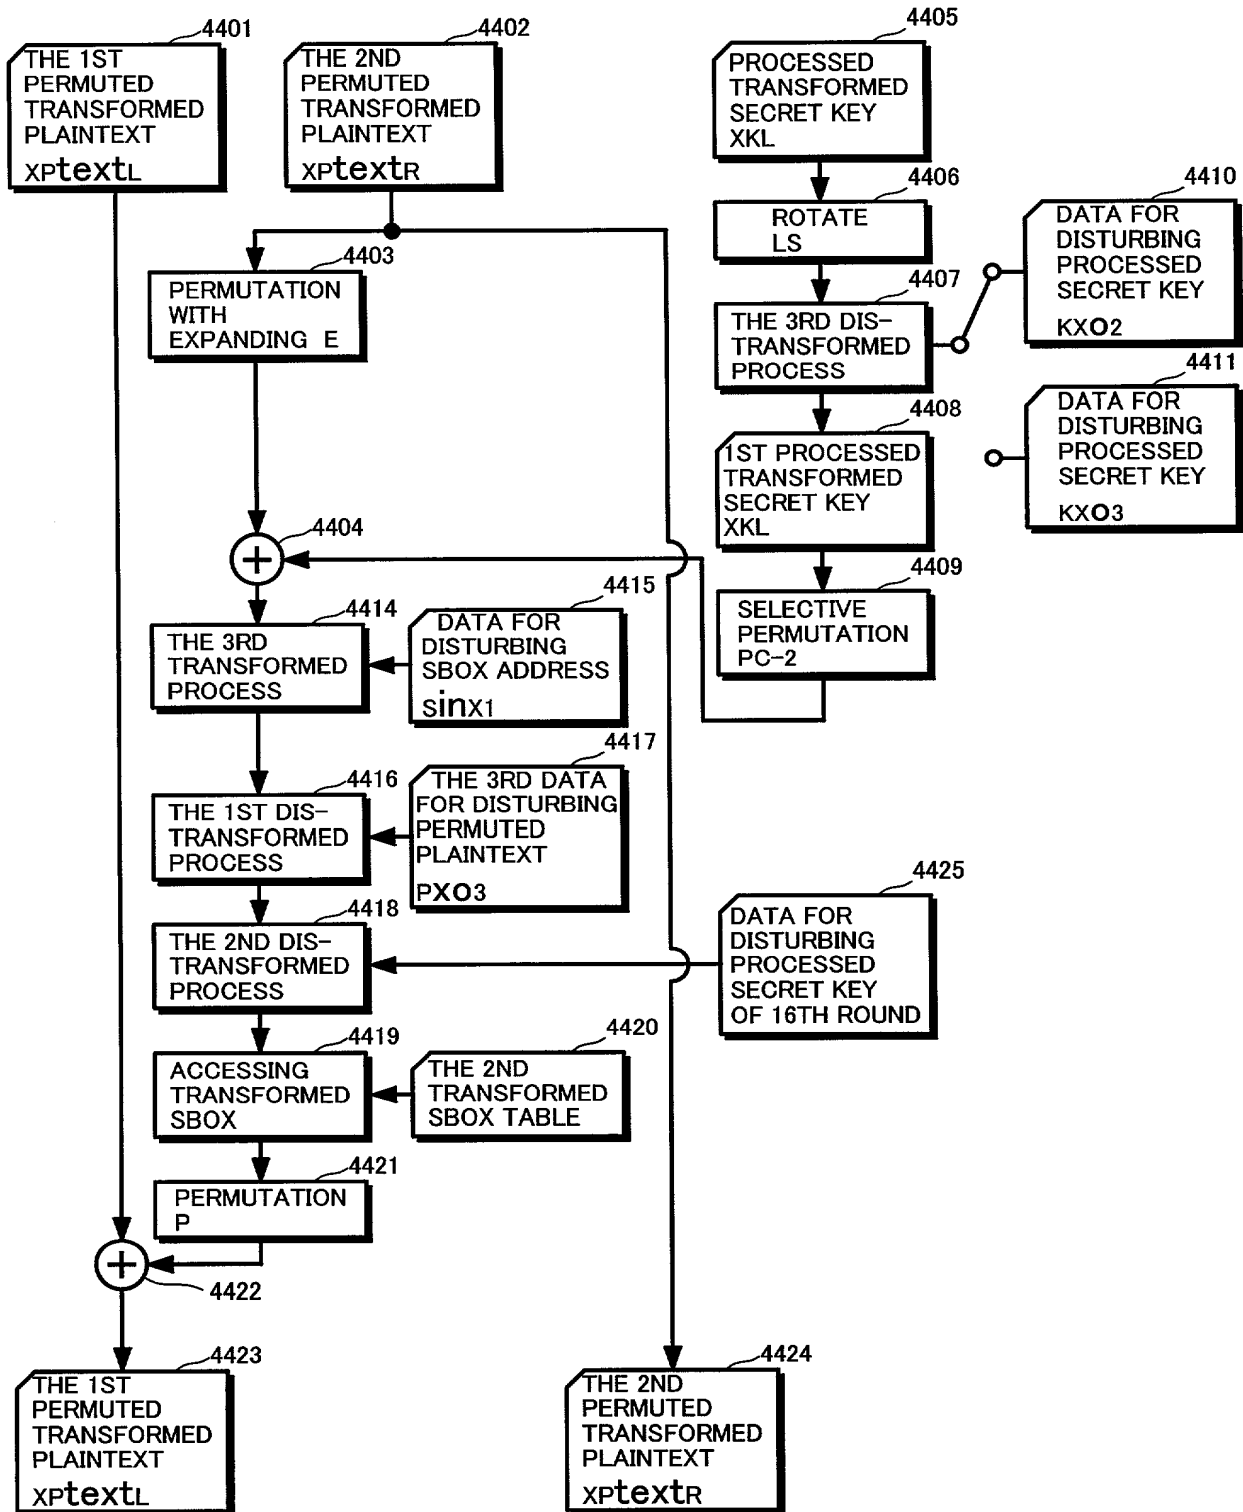 4401
THE 1ST
PERMUTED
TRANSFORMED
PLAINTEXT
XPtextL
4402
THE 2ND
PERMUTED
TRANSFORMED
PLAINTEXT
XPtextR
4405
PROCESSED
TRANSFORMED
SECRET KEY
XKL
4406
ROTATE
LS
4403
PERMUTATION
WITH
EXPANDING E
4407
THE 3RD DIS-
TRANSFORMED
PROCESS
4410
DATA FOR
DISTURBING
PROCESSED
SECRET KEY
KXO2
4411
DATA FOR
DISTURBING
PROCESSED
SECRET KEY
KXO3
4408
1ST PROCESSED
TRANSFORMED
SECRET KEY
XKL
4404
+
4409
SELECTIVE
PERMUTATION
PC-2
4414
THE 3RD
TRANSFORMED
PROCESS
4415
DATA FOR
DISTURBING
SBOX ADDRESS
SinX1
4416
THE 1ST DIS-
TRANSFORMED
PROCESS
4417
THE 3RD DATA
FOR DISTURBING
PERMUTED
PLAINTEXT
PXO3
4418
THE 2ND DIS-
TRANSFORMED
PROCESS
4425
DATA FOR
DISTURBING
PROCESSED
SECRET KEY
OF 16TH ROUND
4419
ACCESSING
TRANSFORMED
SBOX
4420
THE 2ND
TRANSFORMED
SBOX TABLE
4421
PERMUTATION
P
+
4422
4423
THE 1ST
PERMUTED
TRANSFORMED
PLAINTEXT
XPtextL
4424
THE 2ND
PERMUTED
TRANSFORMED
PLAINTEXT
XPtextR